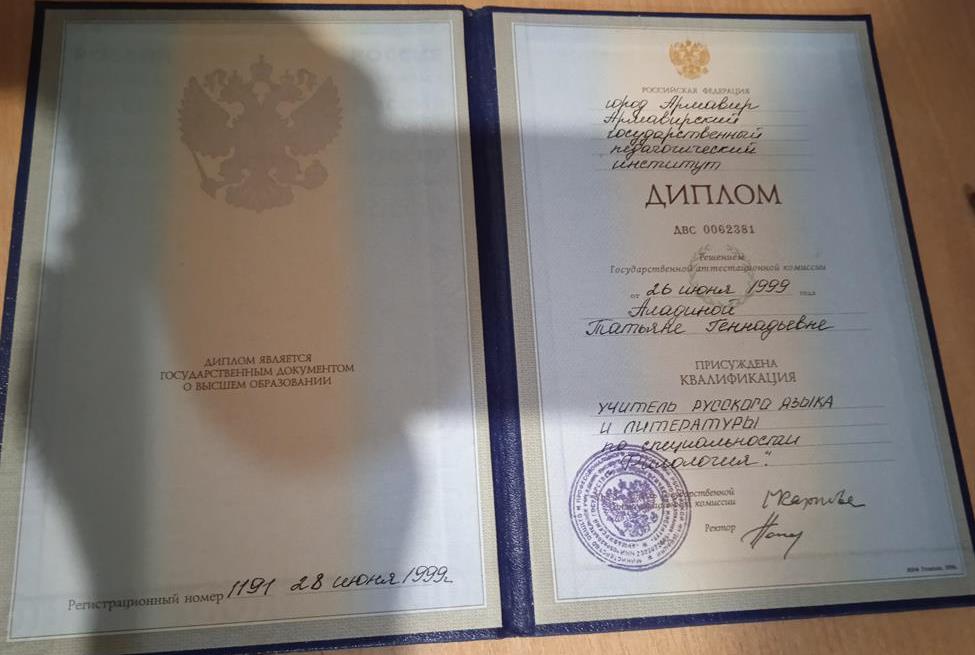 ДИПЛОМ ЯВЛЯЕТСЯ
ГОСУДАРСТВЕННЫМ ДОКУМЕНТОМ
О ВЫСШЕМ ОБРАЗОВАНИИ
Регистрационный номер 1191 28 июня 1999г.
РОССИЙСКАЯ ФЕДЕРАЦИЯ
город Армавир
Армавирский
государственный
педагогический
институт
ДИПЛОМ
АВС 0062381
Решением
Государственной аттестационной комиссии
от 26 июня 1999 года
Аладиной
Татьяне Геннадьевне
ПРИСУЖДЕНА
КВАЛИФИКАЦИЯ
УЧИТЕЛЬ РУССКОГО ЯЗЫКА
И ЛИТЕРАТУРЫ
по специальности
"Филология".
Государственной
комиссии
Ректор